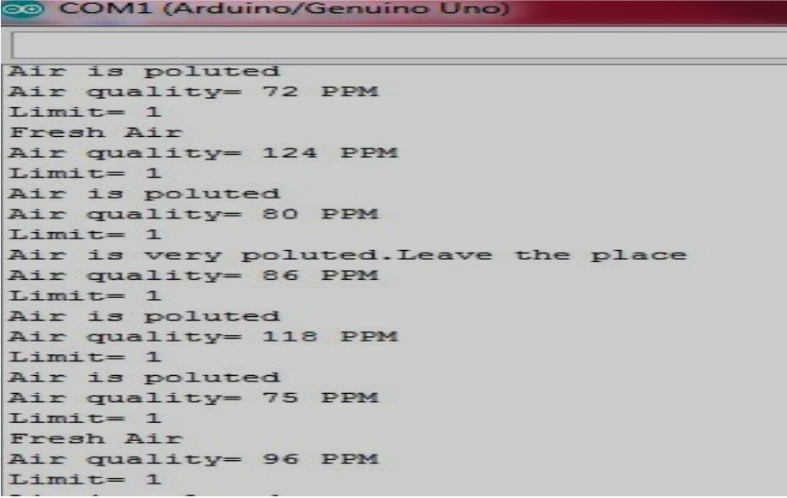 COM1 (Arduino/Genuino Uno)
Air is poluted
Air quality= 72 PPM
Limit= 1
Fresh Air
Air quality= 124 PPM
Limit= 1
Air is poluted
Air quality= 80 PPM
Limit= 1
Air is very poluted.Leave the place
Air quality= 86 PPM
Limit= 1
Air is poluted
Air quality= 118 PPM
Limit= 1
Air is poluted
Air quality= 75 PPM
Limit= 1
Fresh Air
Air quality= 96 PPM
Limit= 1